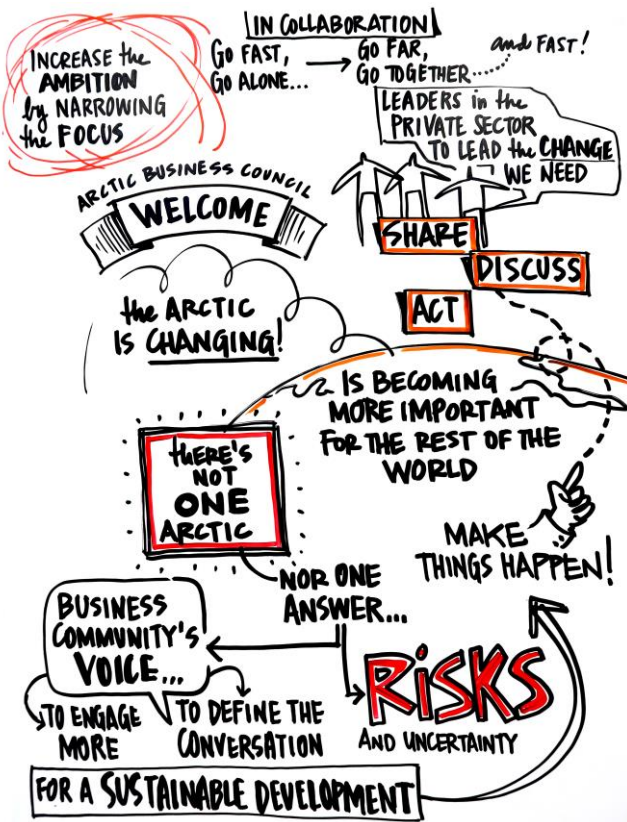 IN COLLABORATION
INCREASE the
AMBITION
by NARROWING
the FOCUS
GO FAST,
GO ALONE...
GO FAR,
GO TOGETHER........
and FAST!
LEADERS in the
PRIVATE SECTOR
TO LEAD the CHANGE
WE NEED
ARCTIC BUSINESS COUNCIL
WELCOME
SHARE
DISCUSS
ACT
the ARCTIC
IS CHANGING!
IS BECOMING
MORE IMPORTANT
FOR THE REST OF THE
WORLD
there's
NOT
ONE
ARCTIC
NOR ONE
ANSWER...
MAKE
THINGS HAPPEN!
BUSINESS
COMMUNITY'S
VOICE...
TO ENGAGE
MORE
TO DEFINE THE
CONVERSATION
RiSKS
AND UNCERTAINTY
FOR A SUSTAINABLE DEVELOPMENT